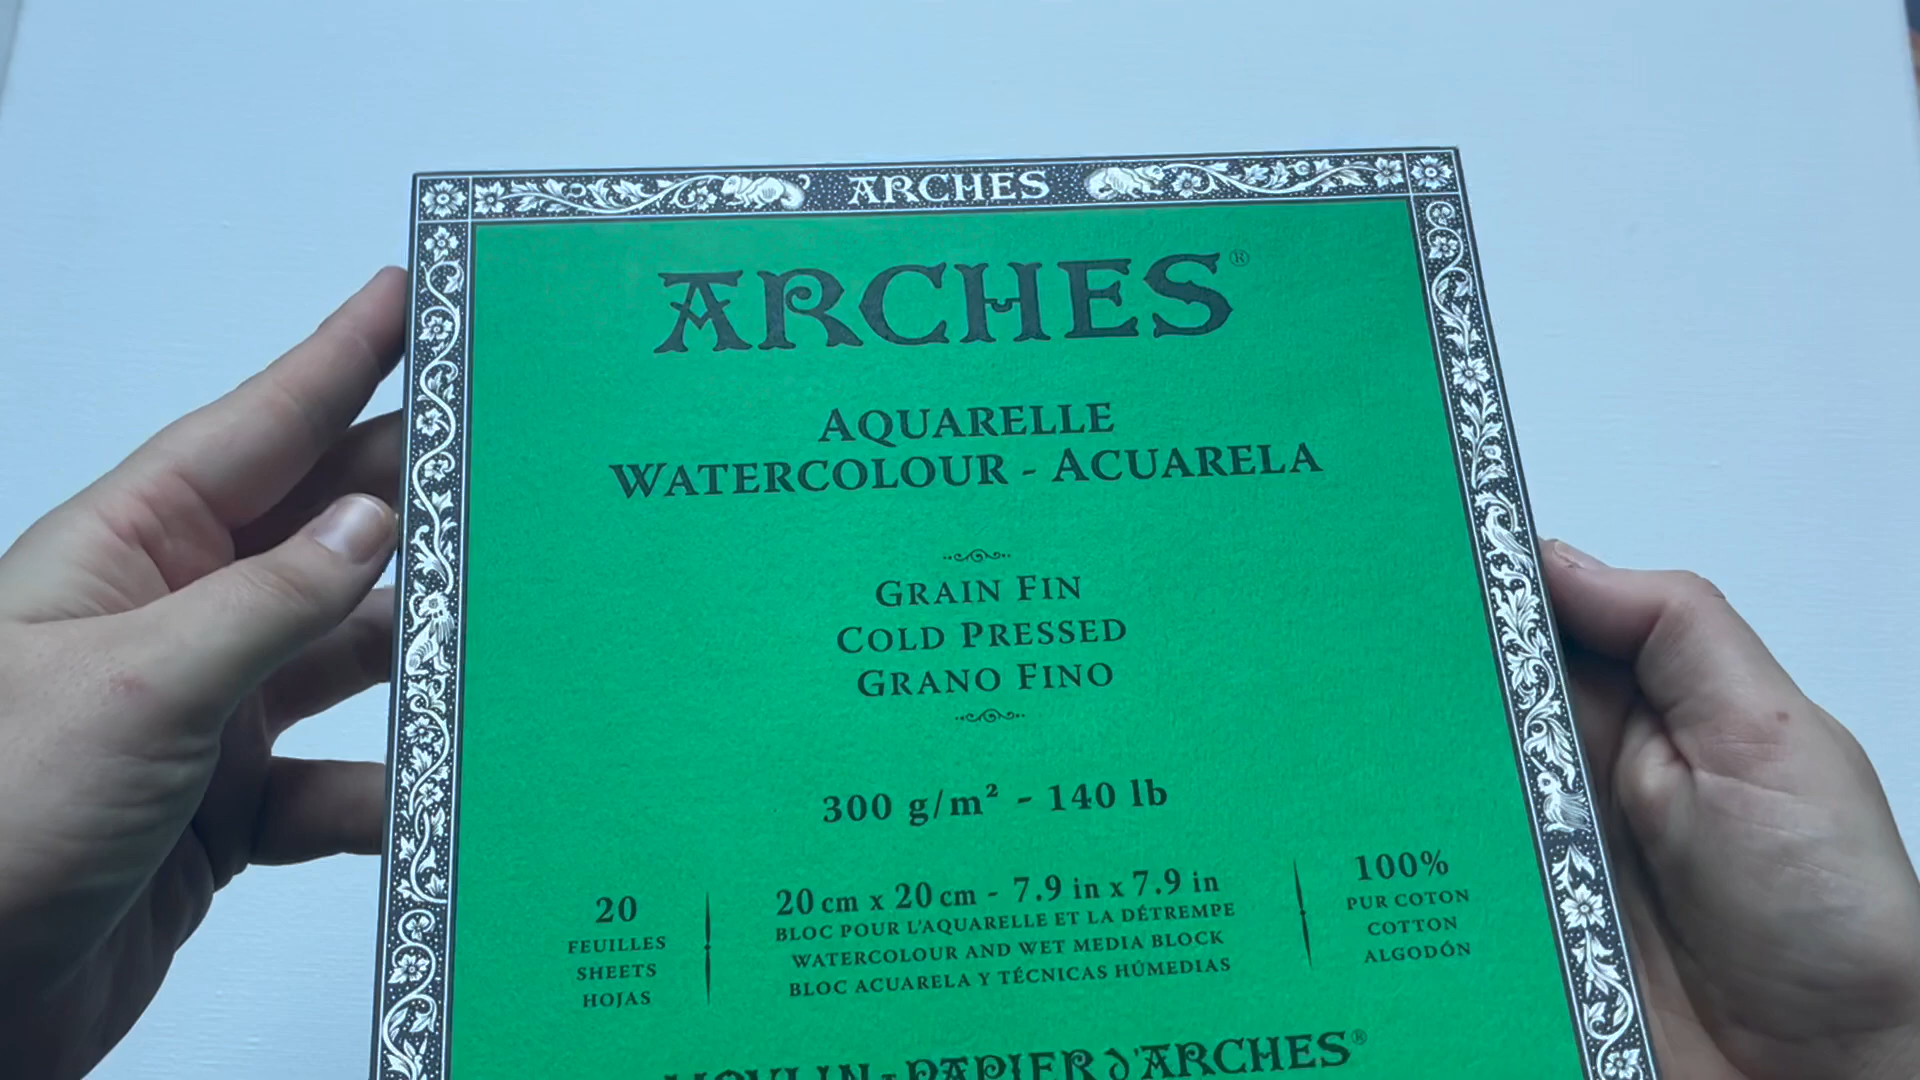 ARCHES
ARCHES®
AQUARELLE
WATERCOLOUR - ACUARELA
GRAIN FIN
COLD PRESSED
GRANO FINO
300 g/m² - 140 lb
20
FEUILLES
SHEETS
HOJAS
20 cm x 20 cm - 7.9 in x 7.9 in
BLOC POUR L'AQUARELLE ET LA DÉTREMPE
WATERCOLOUR AND WET MEDIA BLOCK
BLOC ACUARELA Y TÉCNICAS HÚMEDIAS
100%
PUR COTON
COTTON
ALGODÓN
MOULIN À PAPIER D'ARCHES®